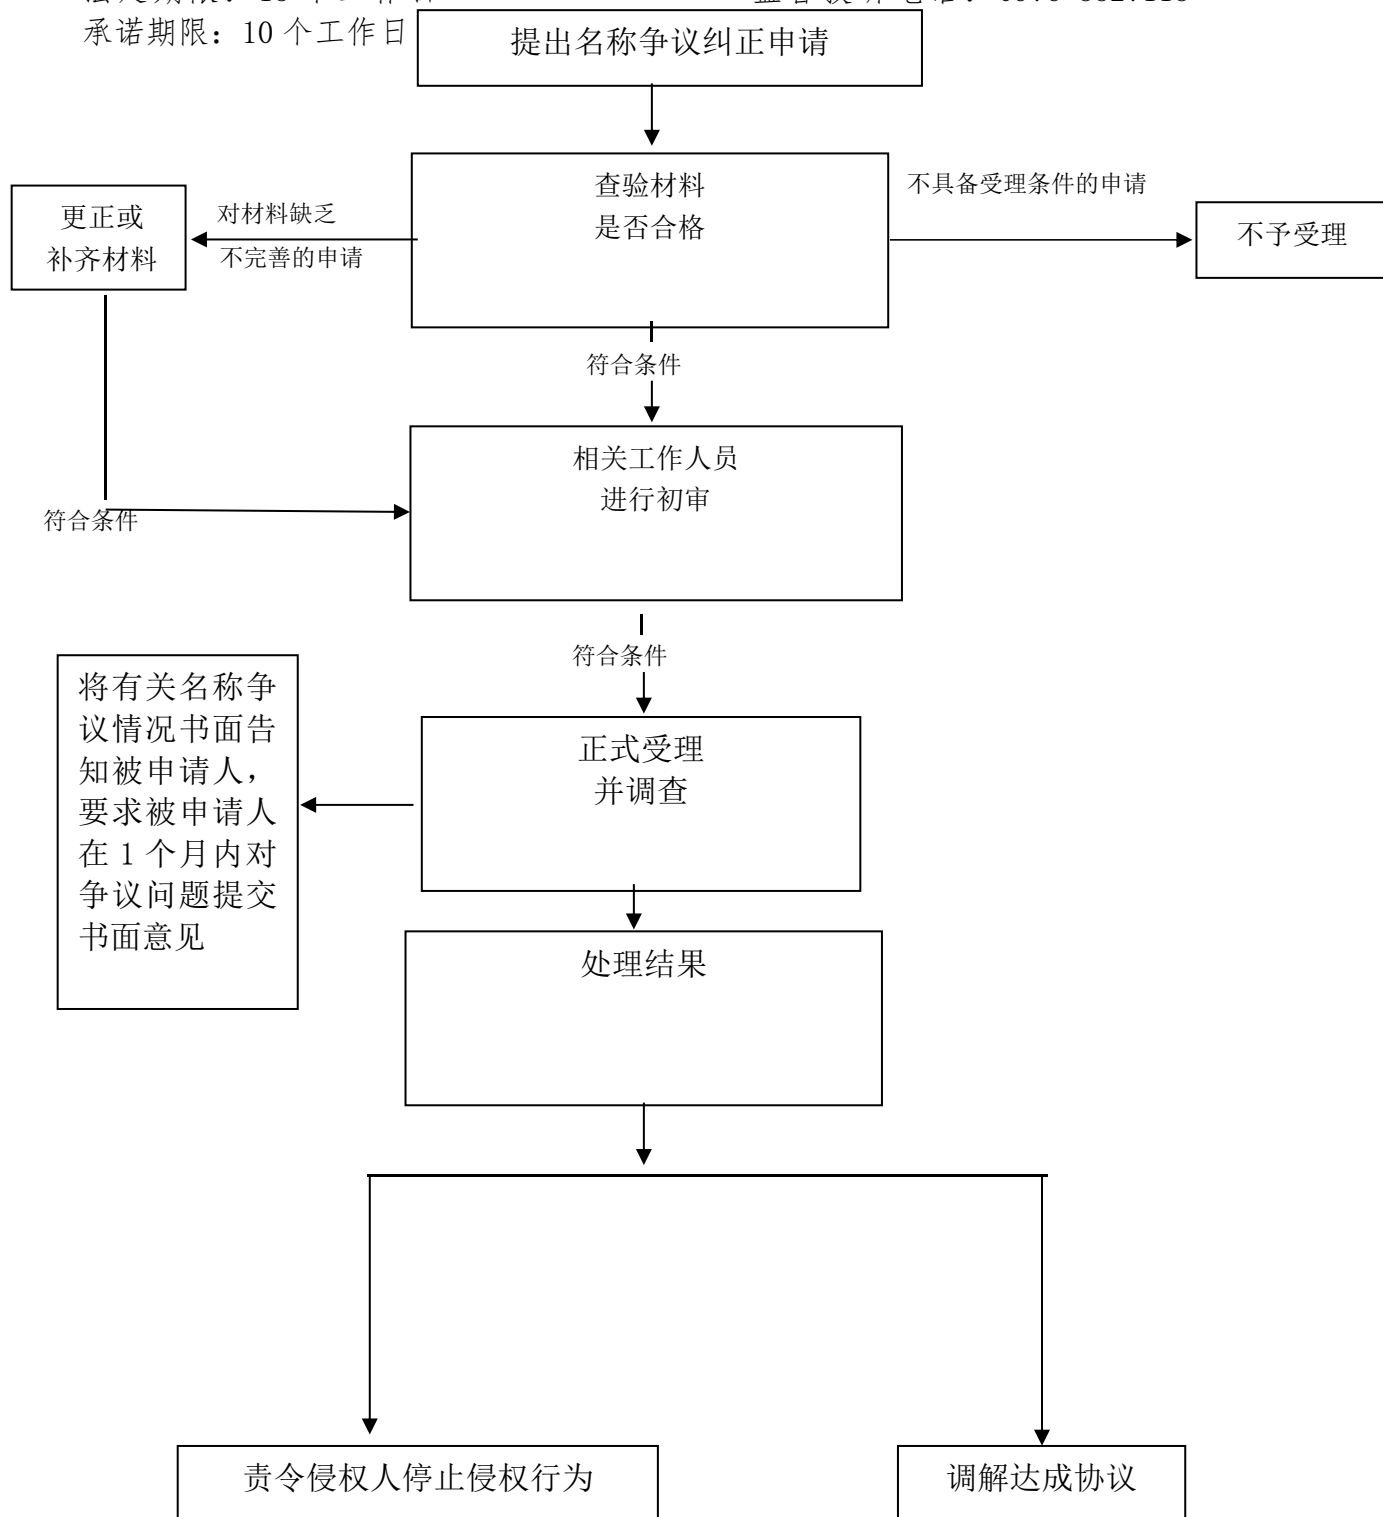 承诺期限：10 个工作日
提出名称争议纠正申请
查验材料
是否合格
不具备受理条件的申请
不予受理
对材料缺乏
不完善的申请
更正或
补齐材料
符合条件
相关工作人员
进行初审
符合条件
符合条件
将有关名称争
议情况书面告
知被申请人，
要求被申请人
在 1 个月内对
争议问题提交
书面意见
正式受理
并调查
处理结果
责令侵权人停止侵权行为
调解达成协议